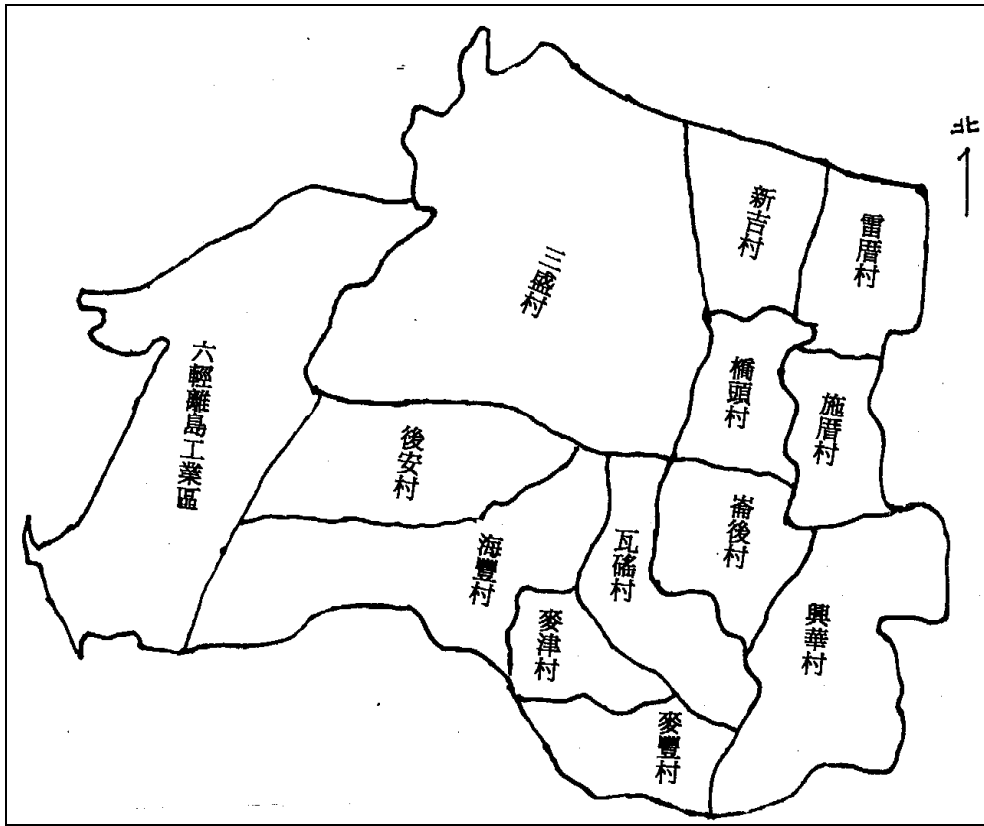 北
新吉村
雷厝村
三盛村
六輕離島工業區
橋頭村
施厝村
後安村
崙後村
瓦磘村
海豐村
興華村
麥津村
麥豐村